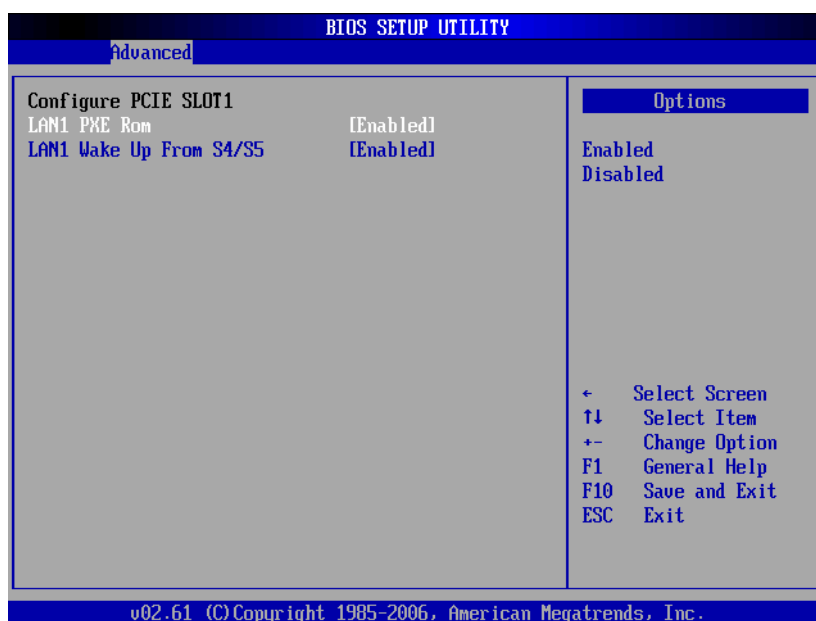 BIOS SETUP UTILITY
Advanced
Configure PCIE SLOT1
LAN1 PXE Rom [Enabled]
LAN1 Wake Up From S4/S5 [Enabled]
Options
Enabled
Disabled
← Select Screen
↑↓ Select Item
+- Change Option
F1 General Help
F10 Save and Exit
ESC Exit
v02.61 (C)Copyright 1985-2006, American Megatrends, Inc.